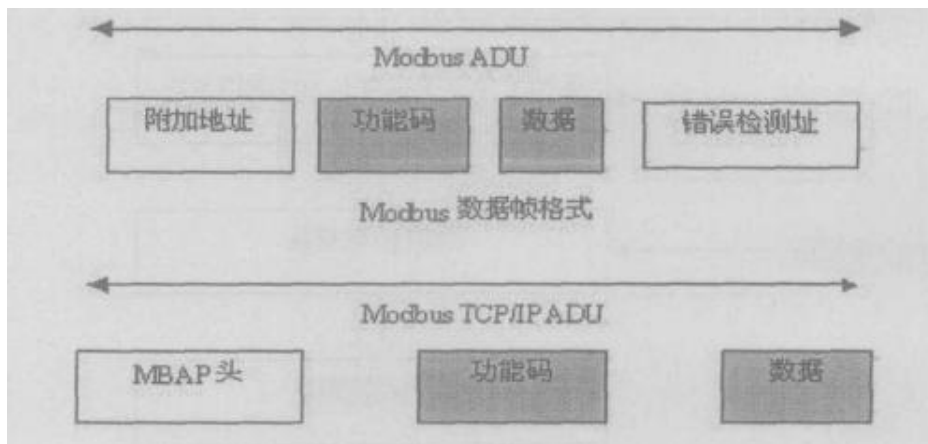 Modbus ADU
附加地址 功能码 数据 错误检测址
Modbus 数据帧格式
Modbus TCP/IP ADU
MBAP 头 功能码 数据